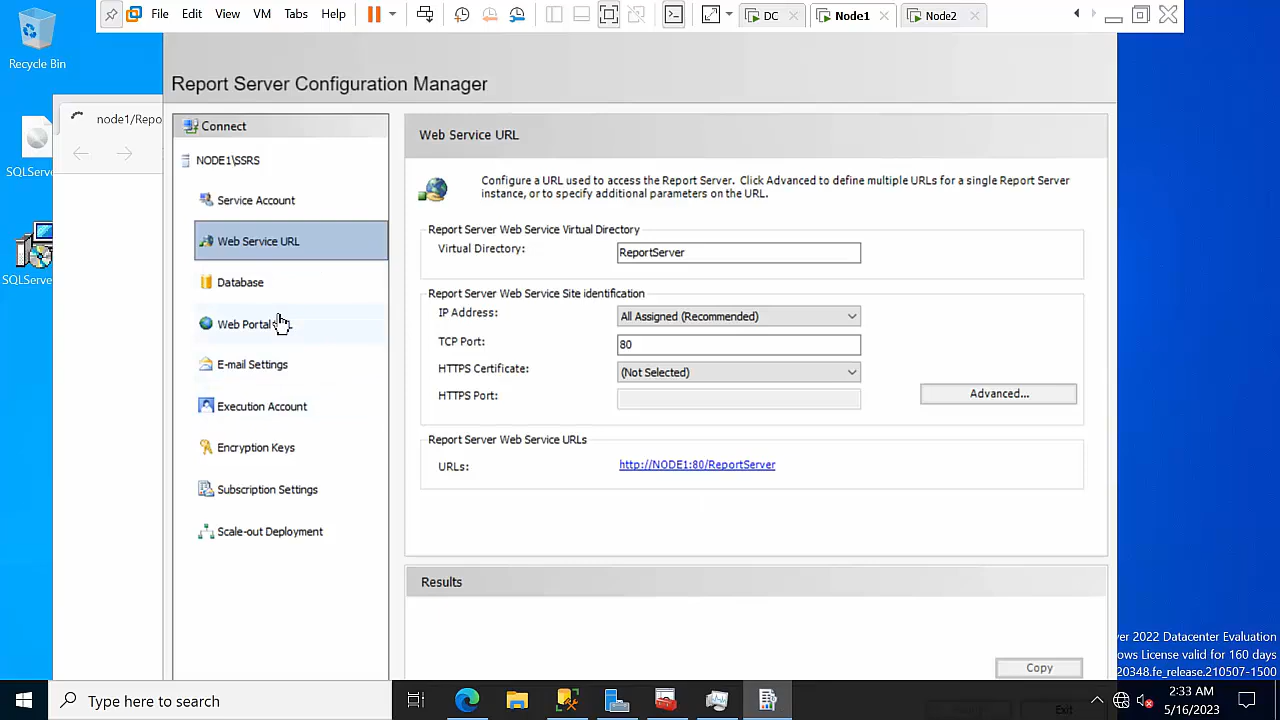 File Edit View VM Tabs Help DC Node1 Node2
Recycle Bin
Report Server Configuration Manager
node1/Repo
Connect
Web Service URL
NODE1\SSRS
SQLServe
Service Account
Configure a URL used to access the Report Server. Click Advanced to define multiple URLs for a single Report Server
instance, or to specify additional parameters on the URL.
Web Service URL
Report Server Web Service Virtual Directory
Virtual Directory: ReportServer
SQLServe
Database
Report Server Web Service Site identification
IP Address: All Assigned (Recommended)
Web Portal
TCP Port: 80
E-mail Settings
HTTPS Certificate: (Not Selected)
HTTPS Port:
Advanced...
Execution Account
Report Server Web Service URLs
Encryption Keys
URLs: http://NODE1:80/ReportServer
Subscription Settings
Scale-out Deployment
Results
Copy
er 2022 Datacenter Evaluation
ows License valid for 160 days
20348.fe_release.210507-1500
Type here to search
2:33 AM
5/16/2023
Exit